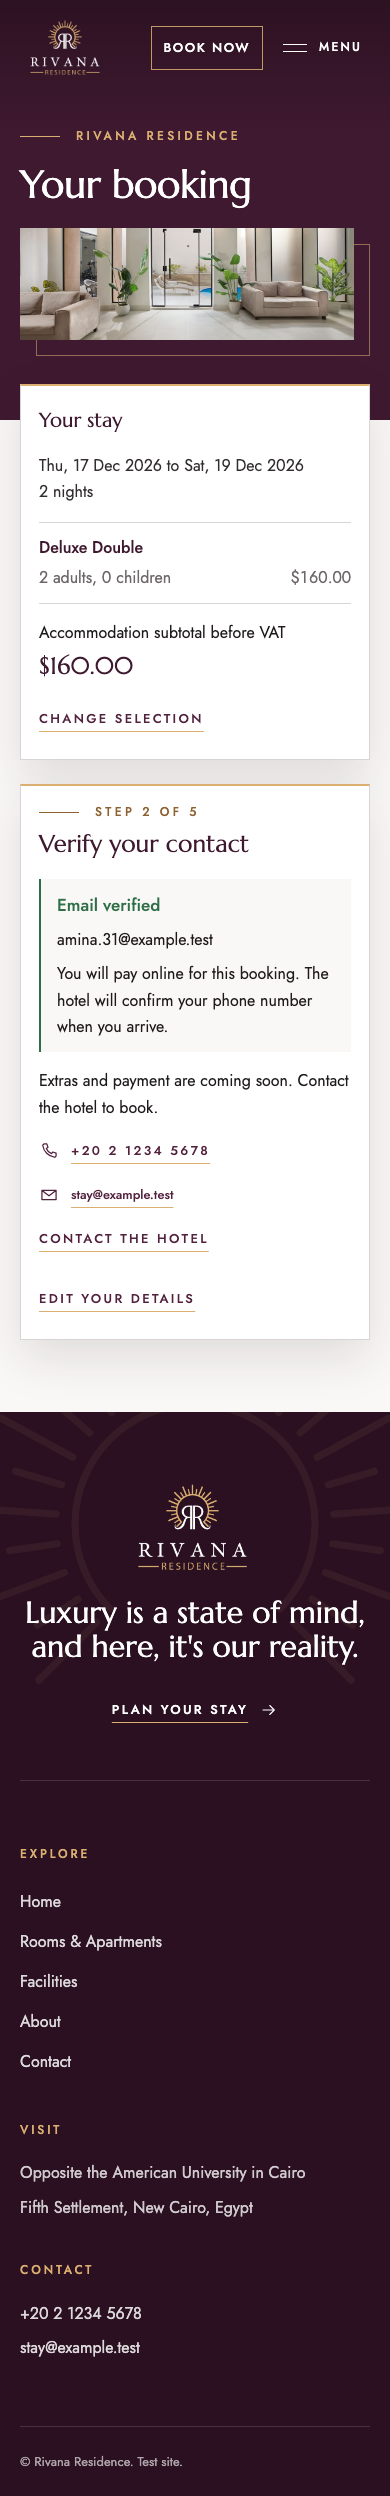 RIVANA
RESIDENCE
BOOK NOW
MENU
RIVANA RESIDENCE
Your booking
Your stay
Thu, 17 Dec 2026 to Sat, 19 Dec 2026
2 nights
Deluxe Double
2 adults, 0 children $160.00
Accommodation subtotal before VAT
$160.00
CHANGE SELECTION
STEP 2 OF 5
Verify your contact
Email verified
amina.31@example.test
You will pay online for this booking. The
hotel will confirm your phone number
when you arrive.
Extras and payment are coming soon. Contact
the hotel to book.
+20 2 1234 5678
stay@example.test
CONTACT THE HOTEL
EDIT YOUR DETAILS
RIVANA
RESIDENCE
Luxury is a state of mind,
and here, it's our reality.
PLAN YOUR STAY
EXPLORE
Home
Rooms & Apartments
Facilities
About
Contact
VISIT
Opposite the American University in Cairo
Fifth Settlement, New Cairo, Egypt
CONTACT
+20 2 1234 5678
stay@example.test
© Rivana Residence. Test site.